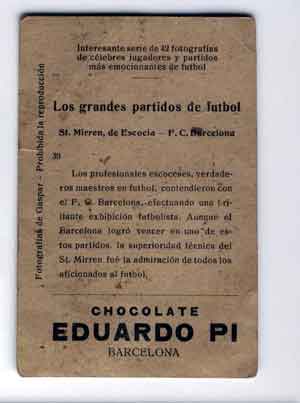 Interesante serie de 42 fotografías
de célebres jugadores y partidos
más emocionantes de futbol
Los grandes partidos de futbol
St. Mirren, de Escocia — F. C. Barcelona
39
Los profesionales escoceses, verdade-
ros maestros en futbol, contendieron con
el F. C. Barcelona, efectuando una bri-
llante exhibición futbolista. Aunque el
Barcelona logró vencer en uno de es-
tos partidos, la superioridad técnica del
St. Mirren fué la admiración de todos los
aficionados al futbol.
Fotografías de Gaspar - Prohibida la reproducción
CHOCOLATE
EDUARDO PI
BARCELONA